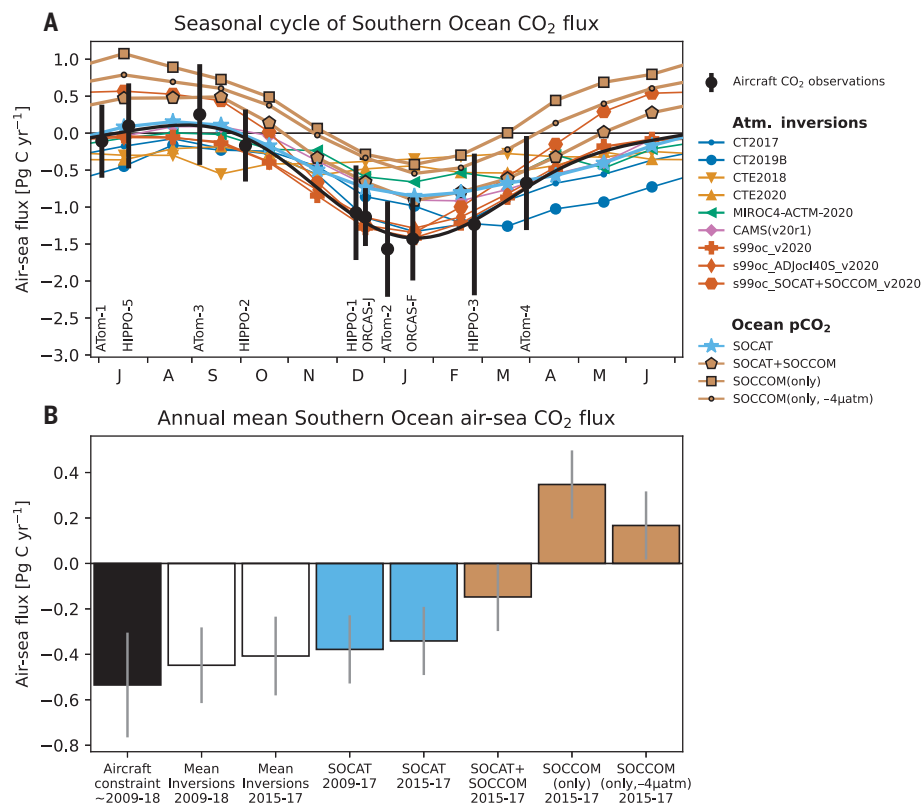 A
Seasonal cycle of Southern Ocean CO₂ flux
Air-sea flux [Pg C yr⁻¹]
1.0
0.5
0.0
−0.5
−1.0
−1.5
−2.0
−2.5
−3.0
ATom-1
HIPPO-5
ATom-3
HIPPO-2
HIPPO-1
ORCAS-J
ATom-2
ORCAS-F
HIPPO-3
ATom-4
J A S O N D J F M A M J
Aircraft CO₂ observations
Atm. inversions
CT2017
CT2019B
CTE2018
CTE2020
MIROC4-ACTM-2020
CAMS(v20r1)
s99oc_v2020
s99oc_ADJocI40S_v2020
s99oc_SOCAT+SOCCOM_v2020
Ocean pCO₂
SOCAT
SOCAT+SOCCOM
SOCCOM(only)
SOCCOM(only, −4μatm)
B
Annual mean Southern Ocean air-sea CO₂ flux
Air-sea flux [Pg C yr⁻¹]
0.4
0.2
0.0
−0.2
−0.4
−0.6
−0.8
Aircraft
constraint
~2009-18
Mean
Inversions
2009-18
Mean
Inversions
2015-17
SOCAT
2009-17
SOCAT
2015-17
SOCAT+
SOCCOM
2015-17
SOCCOM
(only)
2015-17
SOCCOM
(only,−4μatm)
2015-17